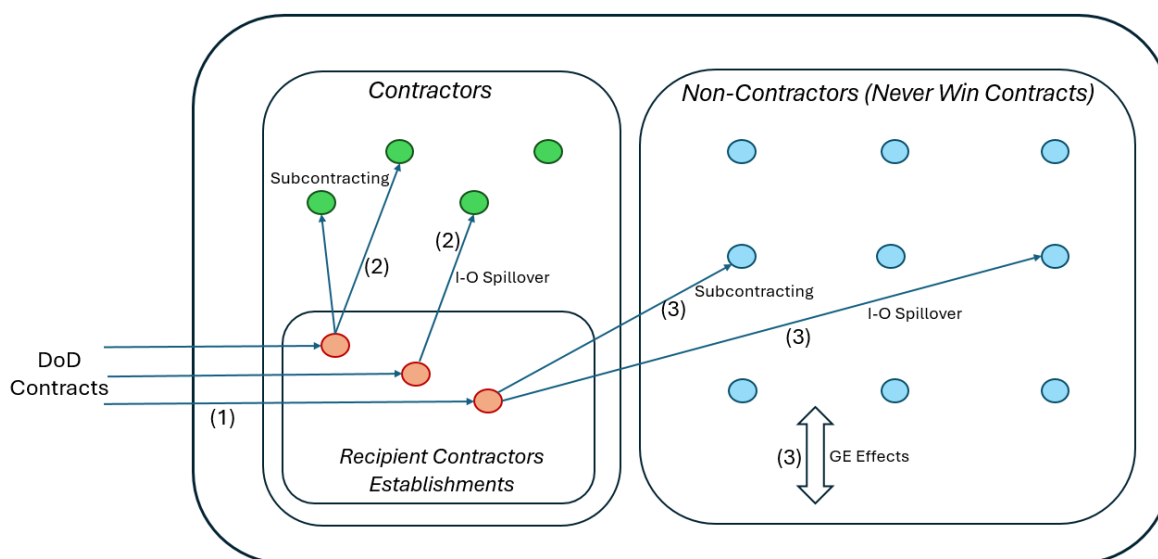 Contractors
Non-Contractors (Never Win Contracts)
Subcontracting
(2)
(2)
I-O Spillover
Subcontracting
(3)
I-O Spillover
(3)
DoD
Contracts
(1)
Recipient Contractors
Establishments
(3)
GE Effects